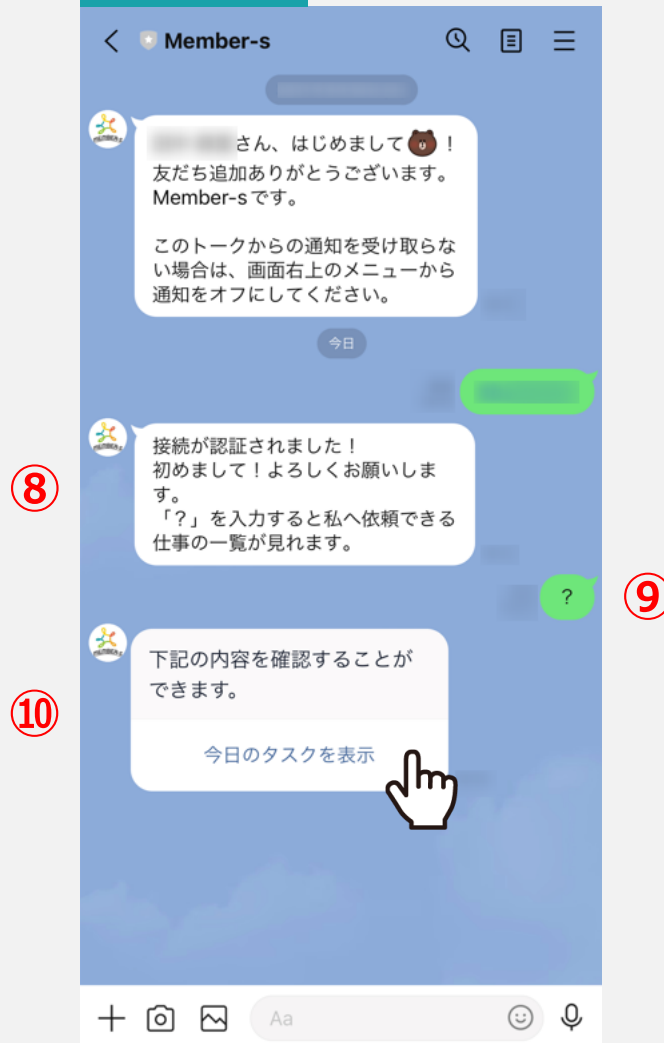 Member-s
さん、はじめまして！
友だち追加ありがとうございます。
Member-sです。
このトークからの通知を受け取らな
い場合は、画面右上のメニューから
通知をオフにしてください。
今日
接続が認証されました！
初めまして！よろしくお願いしま
す。
「？」を入力すると私へ依頼できる
仕事の一覧が見れます。
⑧
？
⑨
下記の内容を確認することが
できます。
⑩
今日のタスクを表示
Aa